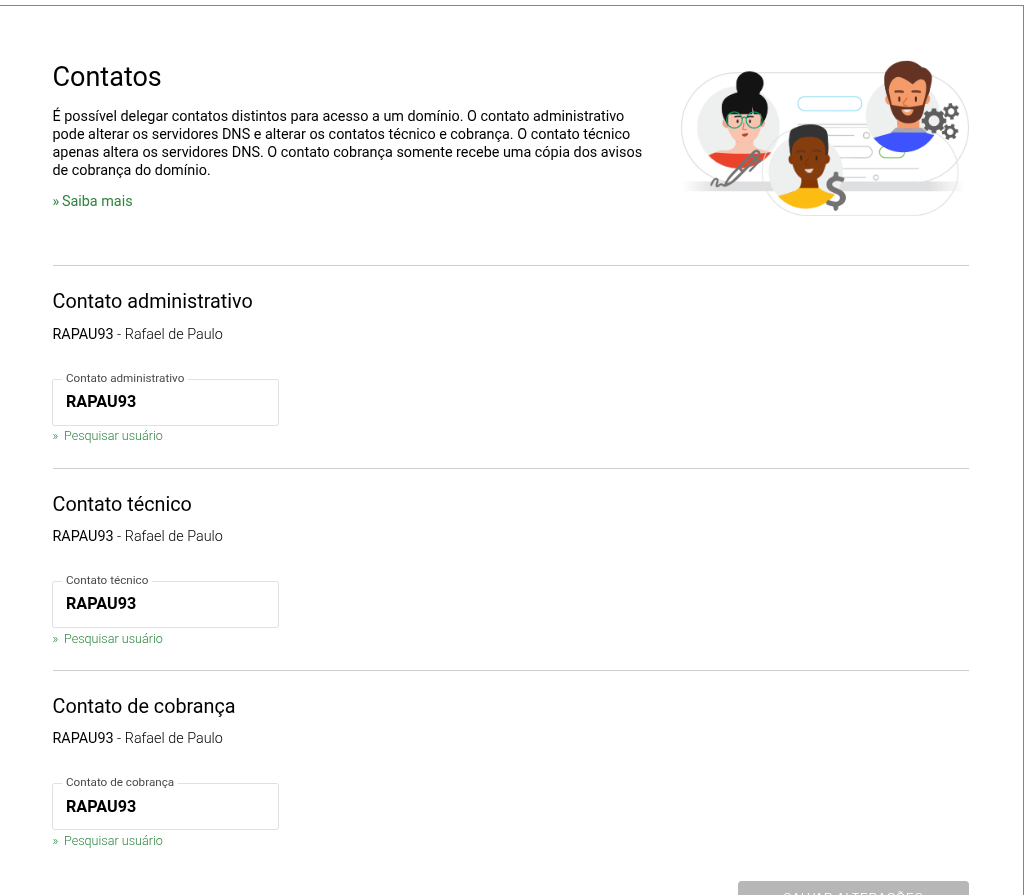 Contatos
É possível delegar contatos distintos para acesso a um domínio. O contato administrativo
pode alterar os servidores DNS e alterar os contatos técnico e cobrança. O contato técnico
apenas altera os servidores DNS. O contato cobrança somente recebe uma cópia dos avisos
de cobrança do domínio.
» Saiba mais
Contato administrativo
RAPAU93 - Rafael de Paulo
Contato administrativo
RAPAU93
» Pesquisar usuário
Contato técnico
RAPAU93 - Rafael de Paulo
Contato técnico
RAPAU93
» Pesquisar usuário
Contato de cobrança
RAPAU93 - Rafael de Paulo
Contato de cobrança
RAPAU93
» Pesquisar usuário
SALVAR ALTERAÇÕES